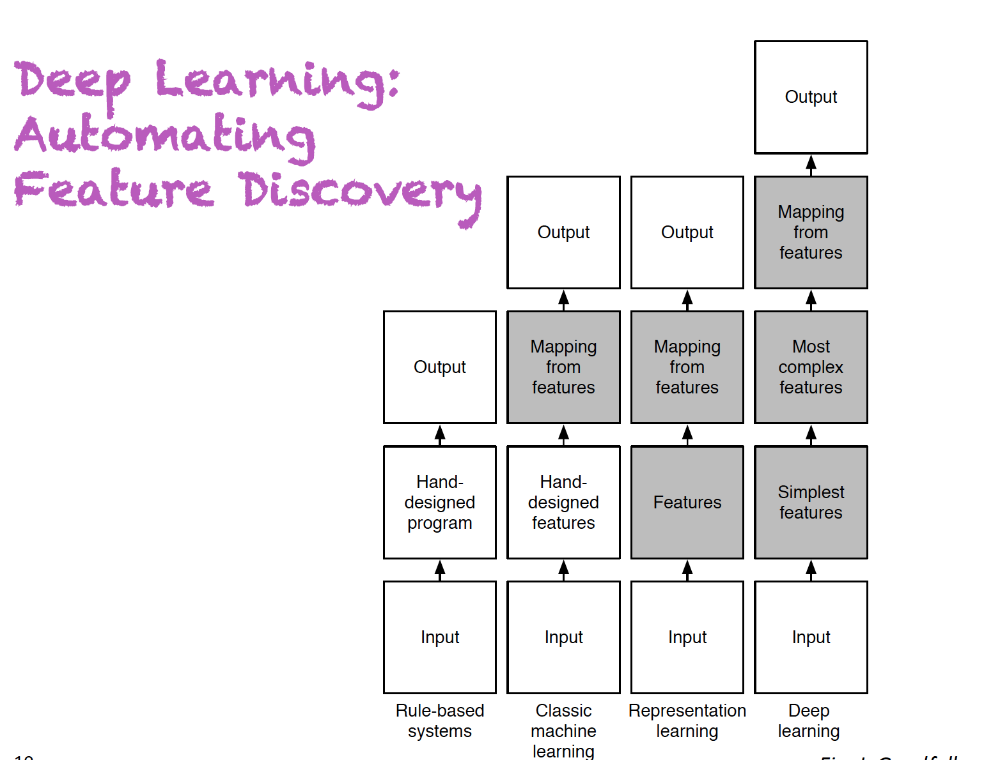 Deep Learning:
Automating
Feature Discovery
Output
Mapping
from
features
Output
Output
Most
complex
features
Mapping
from
features
Mapping
from
features
Output
Simplest
features
Features
Hand-
designed
features
Hand-
designed
program
Input
Input
Input
Input
Rule-based
systems
Classic
machine
learning
Representation
learning
Deep
learning